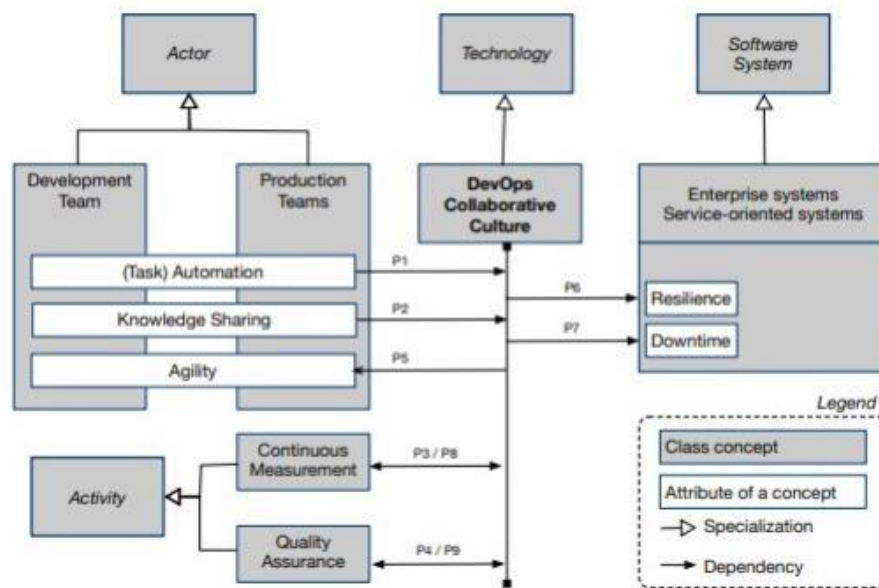 Actor
Technology
Software
System
Development
Team
Production
Teams
DevOps
Collaborative
Culture
Enterprise systems
Service-oriented systems
(Task) Automation
P1
Knowledge Sharing
P2
Agility
P5
P6
Resilience
P7
Downtime
Continuous
Measurement
P3 / P8
Activity
Quality
Assurance
P4 / P9
Legend
Class concept
Attribute of a concept
Specialization
Dependency